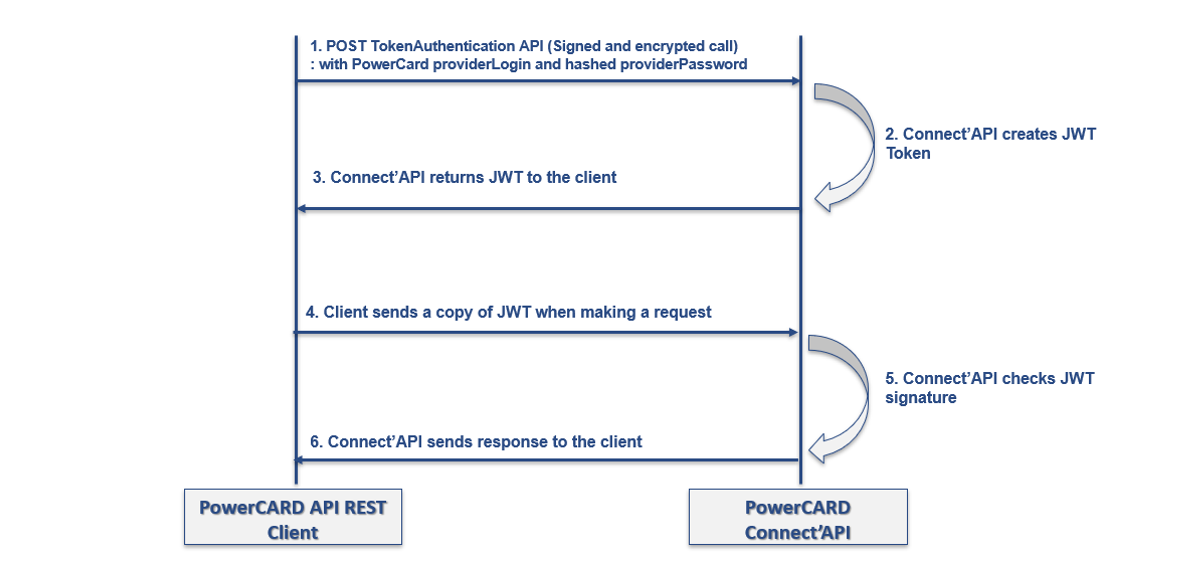 1. POST TokenAuthentication API (Signed and encrypted call)
: with PowerCard providerLogin and hashed providerPassword
2. Connect’API creates JWT
Token
3. Connect’API returns JWT to the client
4. Client sends a copy of JWT when making a request
5. Connect’API checks JWT
signature
6. Connect’API sends response to the client
PowerCARD API REST
Client
PowerCARD
Connect’API